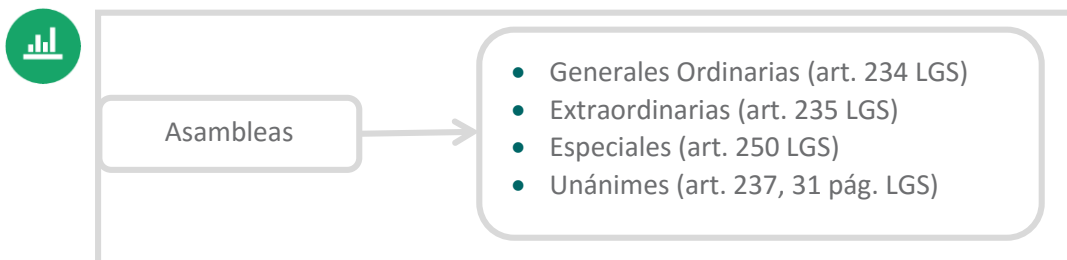 Asambleas
• Generales Ordinarias (art. 234 LGS)
• Extraordinarias (art. 235 LGS)
• Especiales (art. 250 LGS)
• Unánimes (art. 237, 31 pág. LGS)